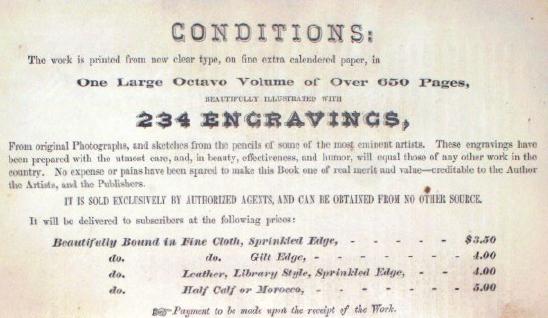 CONDITIONS:
The work is printed from new clear type, on fine extra calendered paper, in
One Large Octavo Volume of Over 650 Pages,
BEAUTIFULLY ILLUSTRATED WITH
234 ENGRAVINGS,
From original Photographs, and sketches from the pencils of some of the most eminent artists. These engravings have
been prepared with the utmost care, and, in beauty, effectiveness, and humor, will equal those of any other work in the
country. No expense or pains have been spared to make this Book one of real merit and value—creditable to the Author
the Artists, and the Publishers.
IT IS SOLD EXCLUSIVELY BY AUTHORIZED AGENTS, AND CAN BE OBTAINED FROM NO OTHER SOURCE.
It will be delivered to subscribers at the following prices:
Beautifully Bound in Fine Cloth, Sprinkled Edge, - - - - - - $3.50
do. do. Gilt Edge, - - - - - - - 4.00
do. Leather, Library Style, Sprinkled Edge, - - - 4.00
do. Half Calf or Morocco, - - - - - - 5.00
☞ Payment to be made upon the receipt of the Work.